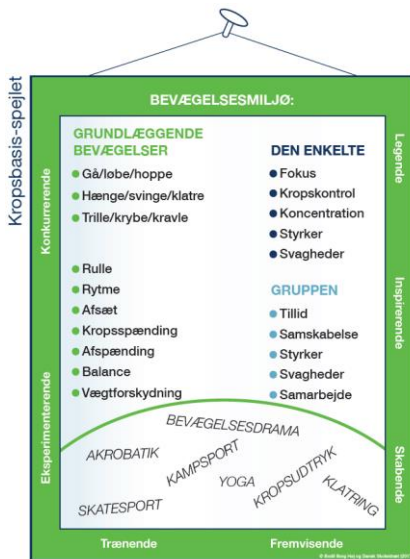 Kropsbasis-spejlet
BEVÆGELSESMILJØ:
Konkurrerende
Eksperimenterende
GRUNDLÆGGENDE
BEVÆGELSER
Gå/løbe/hoppe
Hænge/svinge/klatre
Trille/krybe/kravle
Rulle
Rytme
Afsæt
Kropsspænding
Afspænding
Balance
Vægtforskydning
DEN ENKELTE
Fokus
Kropskontrol
Koncentration
Styrker
Svagheder
GRUPPEN
Tillid
Samskabelse
Styrker
Svagheder
Samarbejde
Legende
Inspirerende
Skabende
BEVÆGELSESDRAMA
AKROBATIK
KAMPSPORT
YOGA
KROPSUDTRYK
KLATRING
SKATESPORT
Trænende
Fremvisende